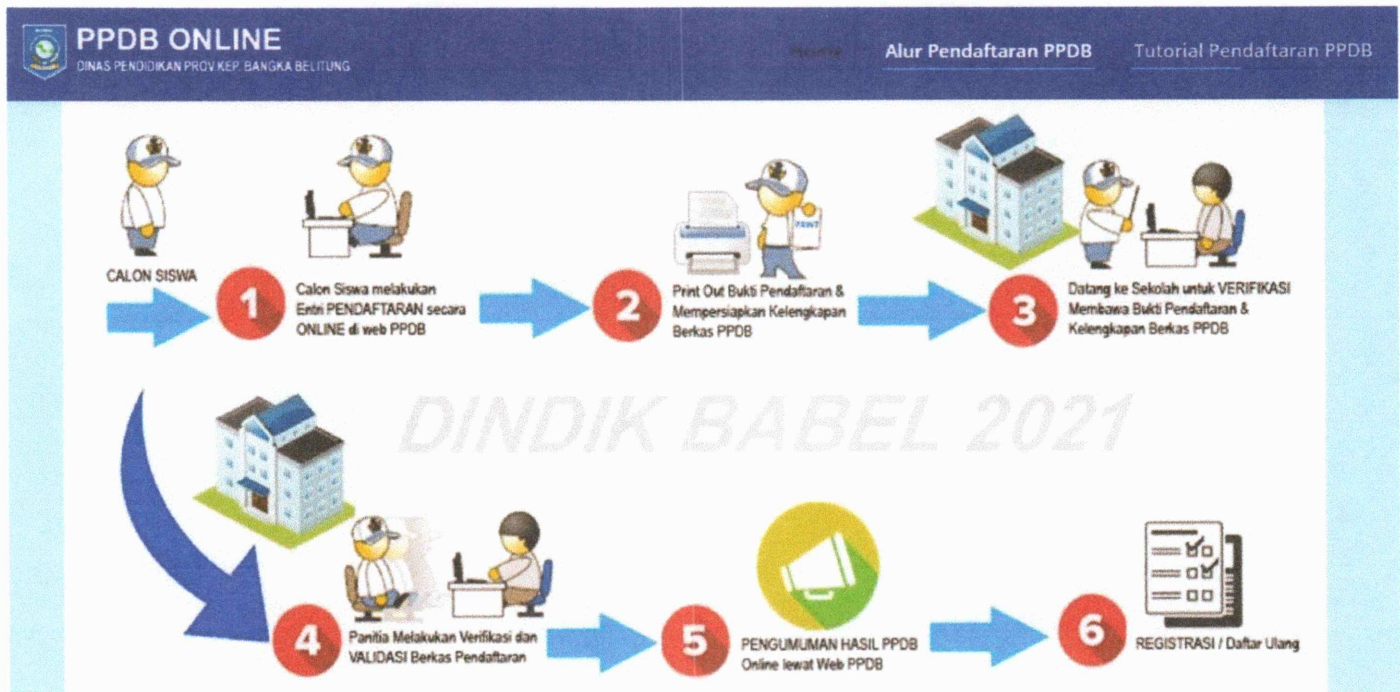 PPDB ONLINE
DINAS PENDIDIKAN PROV KEP. BANGKA BELITUNG
Alur Pendaftaran PPDB
Tutorial Pendaftaran PPDB
CALON SISWA
1
Calon Siswa melakukan
Entri PENDAFTARAN secara
ONLINE di web PPDB
PRINT
2
Print Out Bukti Pendaftaran &
Mempersiapkan Kelengkapan
Berkas PPDB
3
Datang ke Sekolah untuk VERIFIKASI
Membawa Bukti Pendaftaran &
Kelengkapan Berkas PPDB
DINDIK BABEL 2021
4
Panitia Melakukan Verifikasi dan
VALIDASI Berkas Pendaftaran
5
PENGUMUMAN HASIL PPDB
Online lewat Web PPDB
6
REGISTRASI / Daftar Ulang